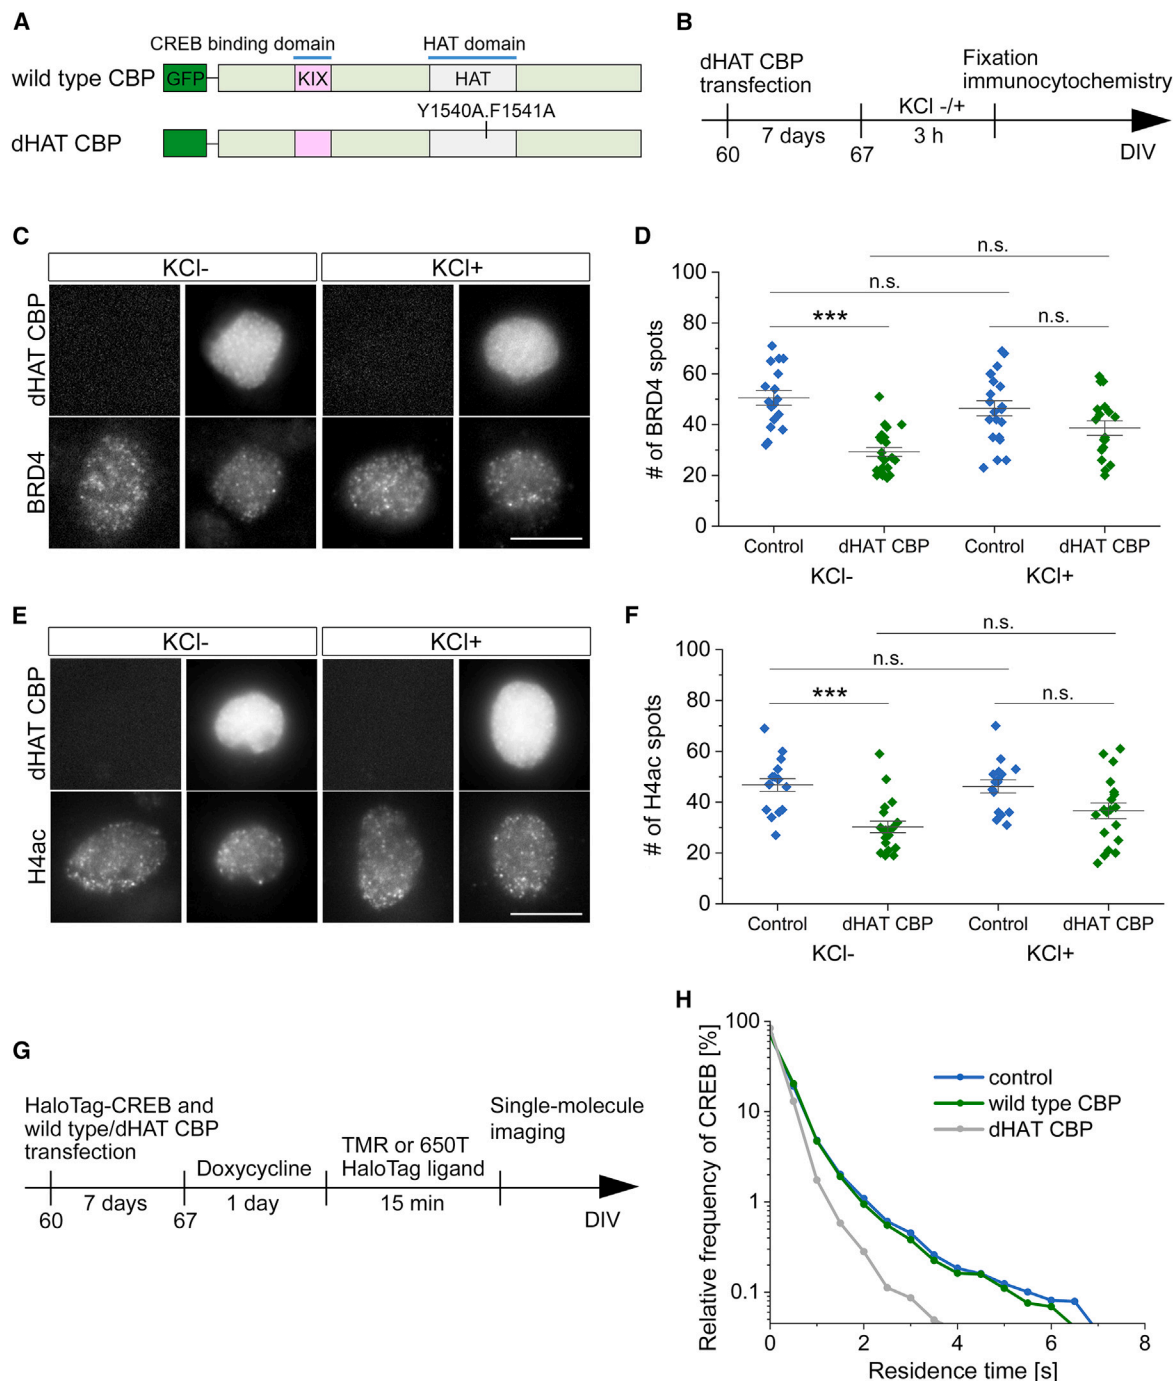 A
CREB binding domain
HAT domain
wild type CBP
GFP
KIX
HAT
Y1540A.F1541A
dHAT CBP
B
dHAT CBP
transfection
Fixation
immunocytochemistry
KCl -/+
7 days
3 h
60
67
DIV
C
KCl-
KCl+
dHAT CBP
BRD4
D
n.s.
n.s.
***
n.s.
# of BRD4 spots
100
80
60
40
20
0
Control
dHAT CBP
Control
dHAT CBP
KCl-
KCl+
E
KCl-
KCl+
dHAT CBP
H4ac
F
n.s.
n.s.
***
n.s.
# of H4ac spots
100
80
60
40
20
0
Control
dHAT CBP
Control
dHAT CBP
KCl-
KCl+
G
HaloTag-CREB and
wild type/dHAT CBP
transfection
Doxycycline
TMR or 650T
HaloTag ligand
Single-molecule
imaging
7 days
1 day
15 min
60
67
DIV
H
Relative frequency of CREB [%]
100
10
1
0.1
control
wild type CBP
dHAT CBP
0
2
4
6
8
Residence time [s]